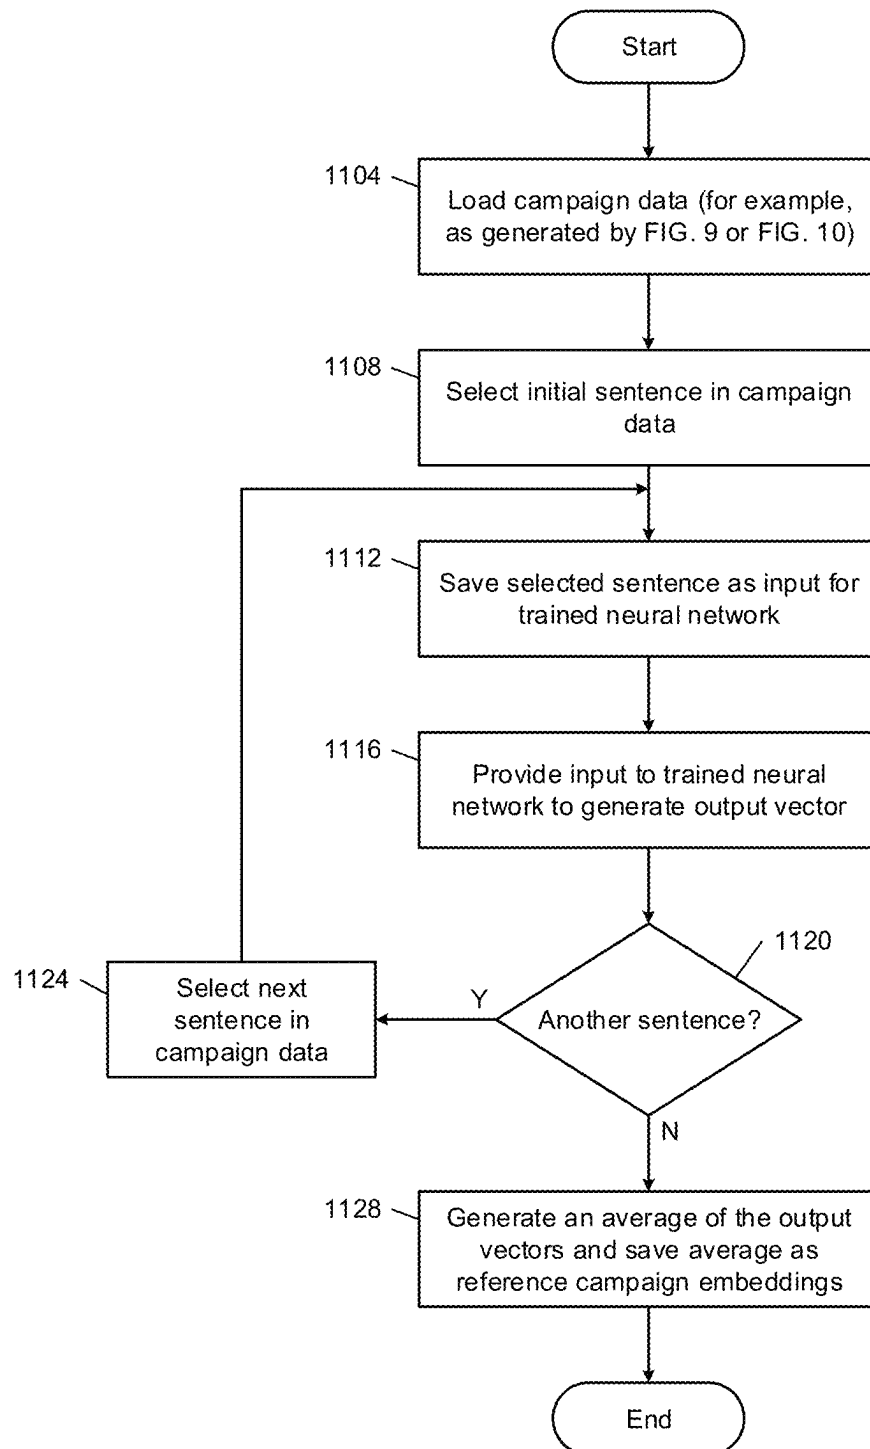 Start
1104
Load campaign data (for example,
as generated by FIG. 9 or FIG. 10)
1108
Select initial sentence in campaign
data
1112
Save selected sentence as input for
trained neural network
1116
Provide input to trained neural
network to generate output vector
1120
Another sentence?
Y
1124
Select next
sentence in
campaign data
N
1128
Generate an average of the output
vectors and save average as
reference campaign embeddings
End